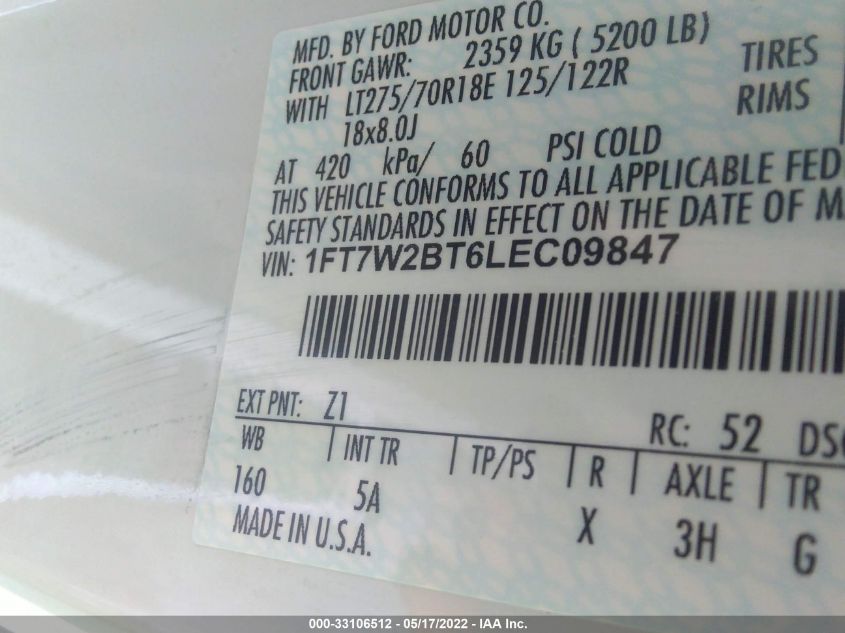 MFD. BY FORD MOTOR CO.
FRONT GAWR: 2359 KG ( 5200 LB)
WITH LT275/70R18E 125/122R TIRES
18x8.0J RIMS
AT 420 kPa/ 60 PSI COLD
THIS VEHICLE CONFORMS TO ALL APPLICABLE FED
SAFETY STANDARDS IN EFFECT ON THE DATE OF M
VIN: 1FT7W2BT6LEC09847
EXT PNT: Z1 RC: 52 DS
WB | INT TR | TP/PS | R | AXLE | TR
160 5A X 3H G
MADE IN U.S.A.
000-33106512 - 05/17/2022 - IAA Inc.